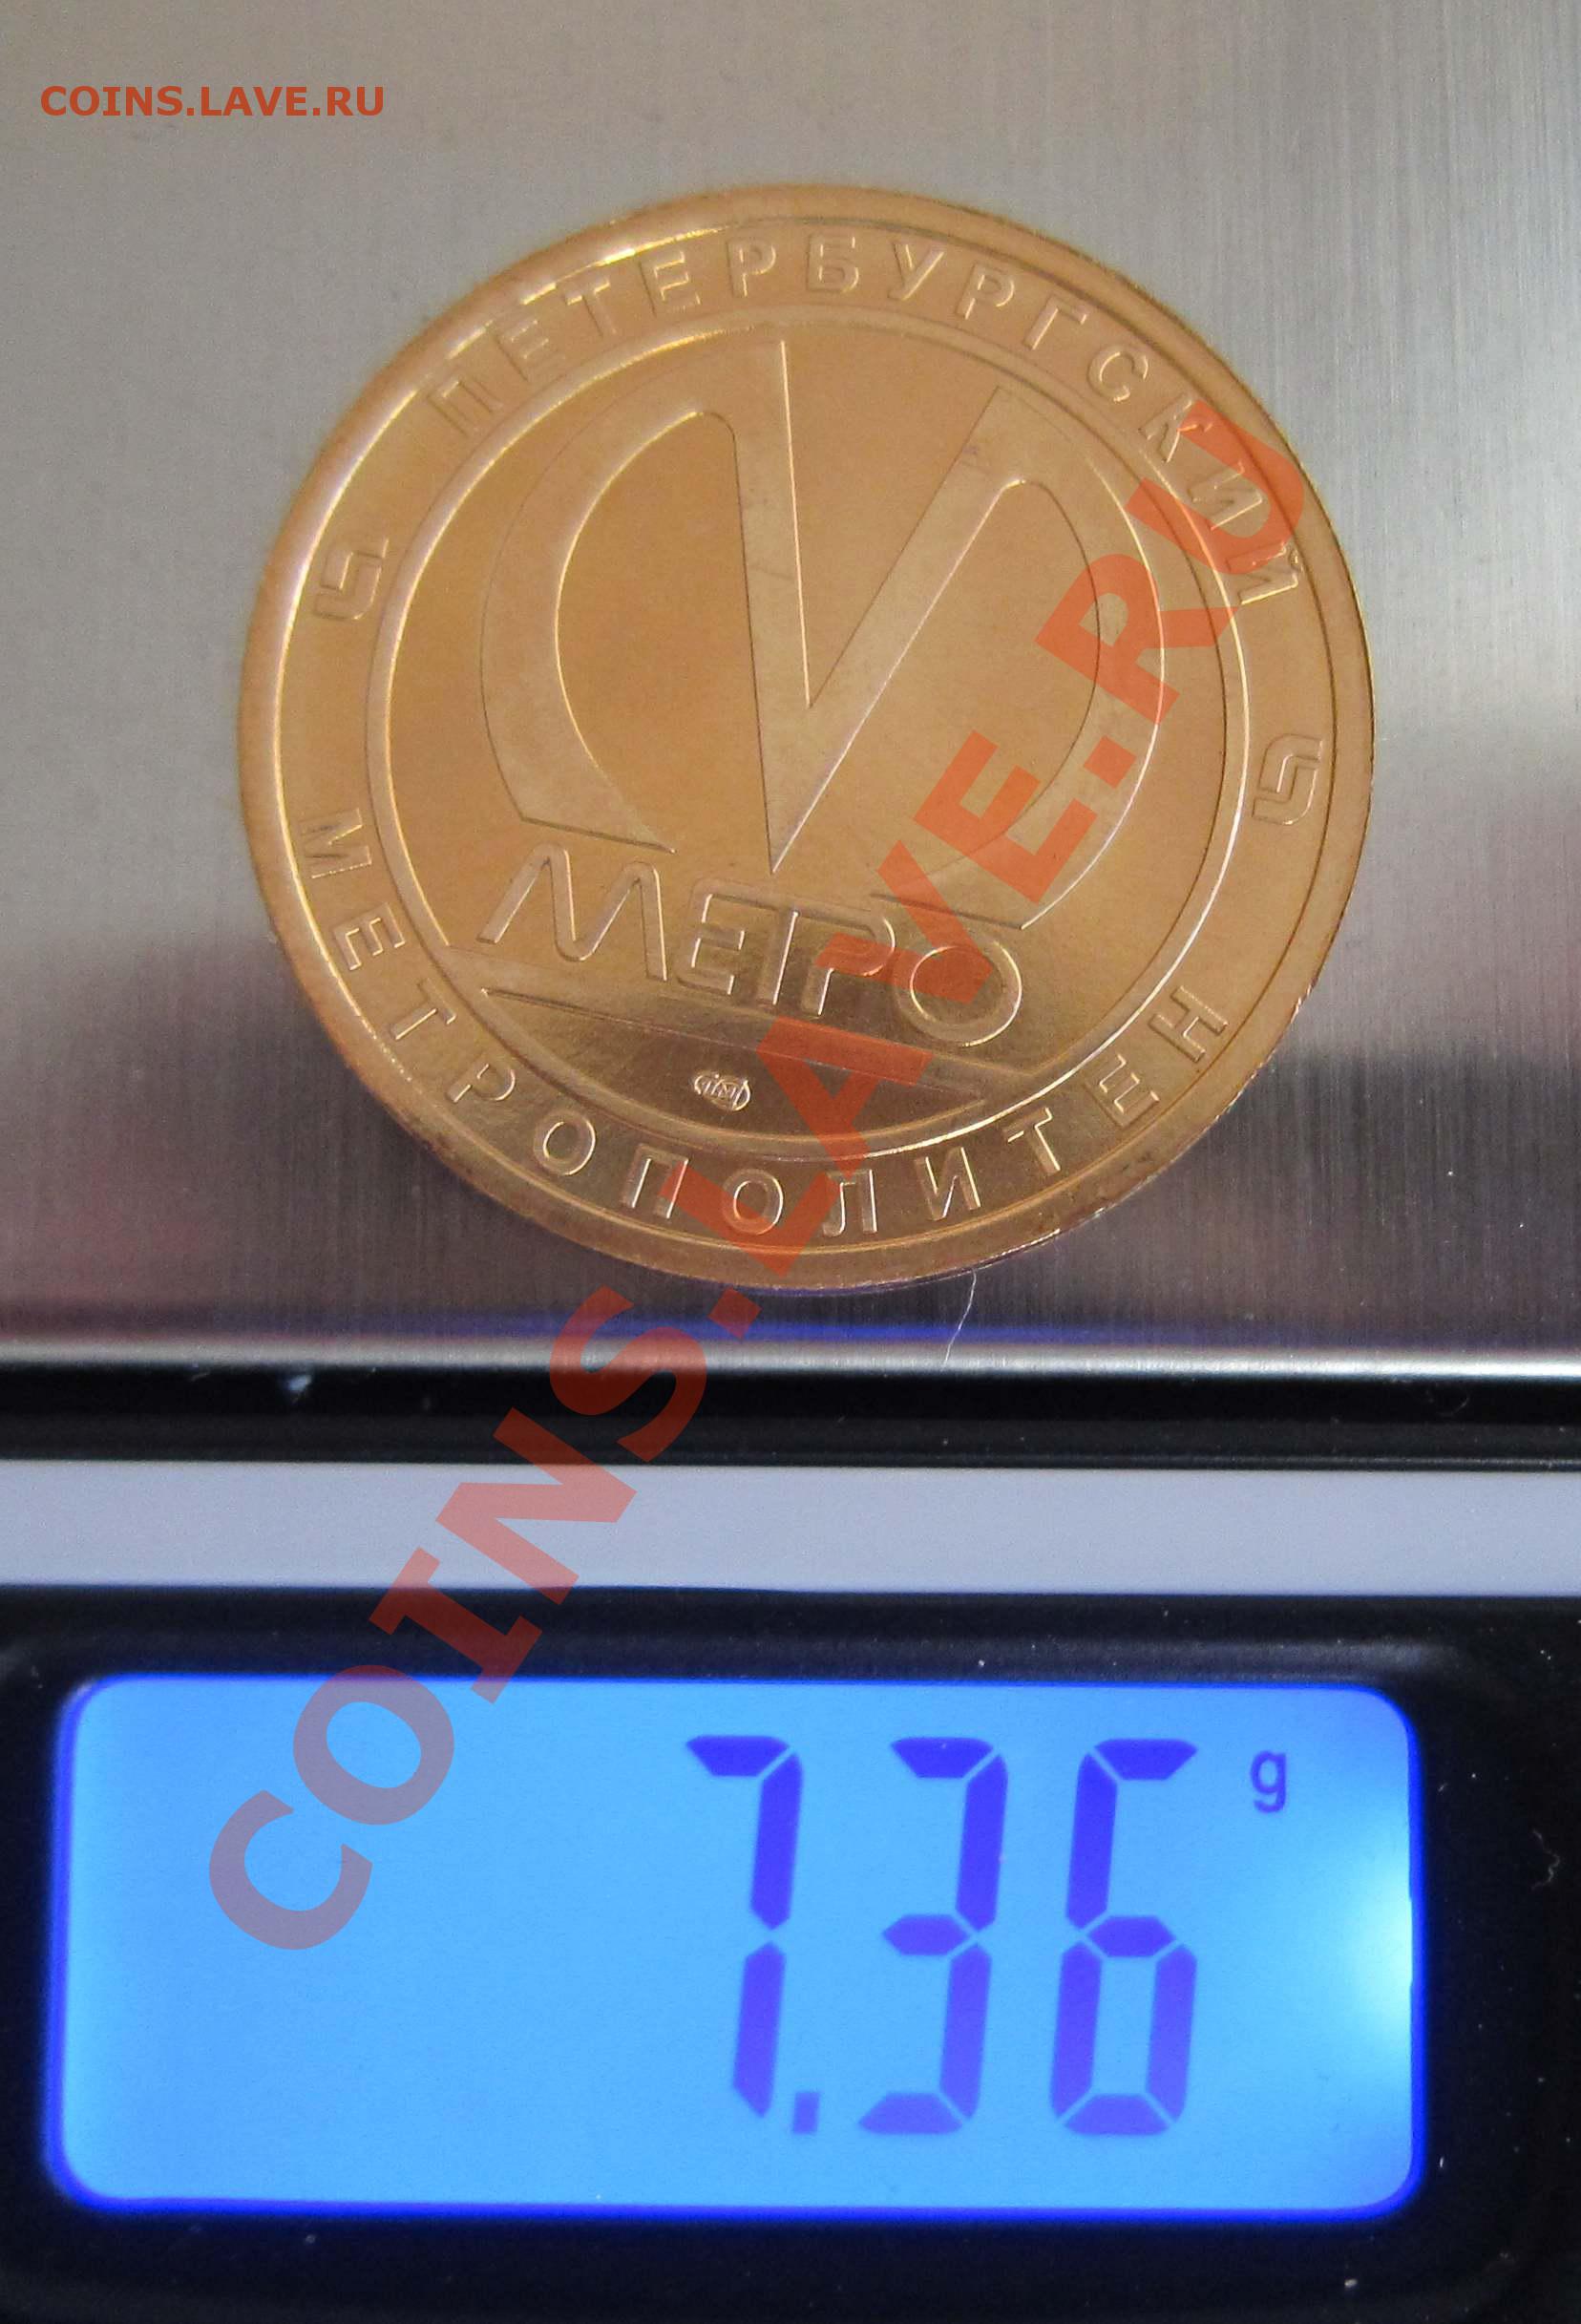 COINS.LAVE.RU
ПЕТЕРБУРГСКИЙ
МЕТРО
МЕТРОПОЛИТЕН
COINS.LAVE.RU
7.36 g